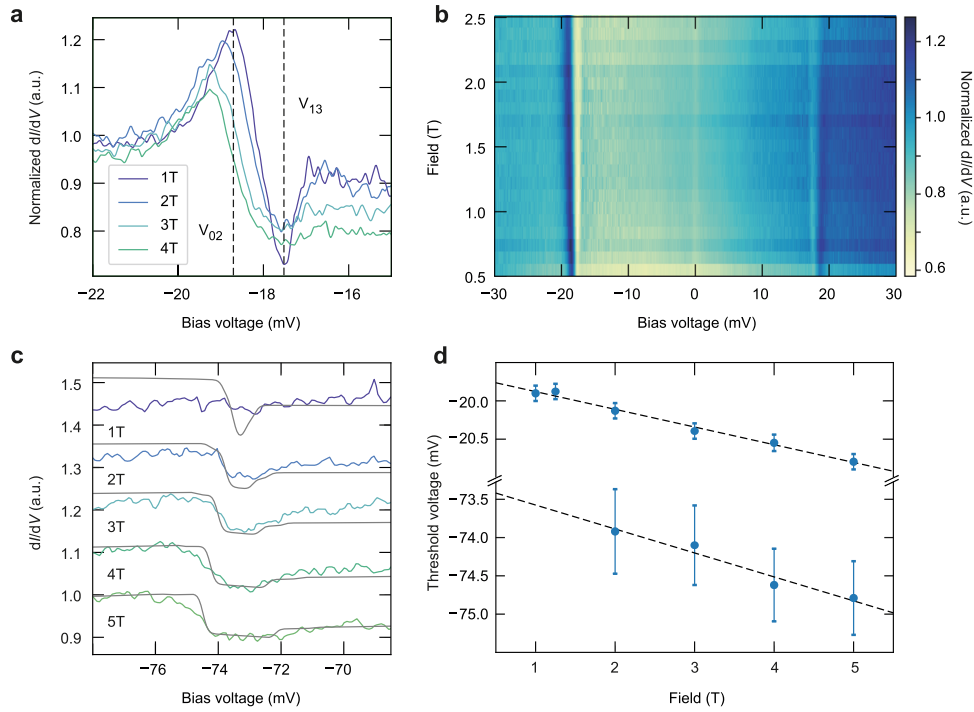 a
1.2
1.1
1.0
0.9
0.8
Normalized dI/dV (a.u.)
V13
V02
1T
2T
3T
4T
−22
−20
−18
−16
Bias voltage (mV)
b
2.5
2.0
1.5
1.0
0.5
Field (T)
−30
−20
−10
0
10
20
30
Bias voltage (mV)
1.2
1.0
0.8
0.6
Normalized dI/dV (a.u.)
c
1.5
1.4
1.3
1.2
1.1
1.0
0.9
dI/dV (a.u.)
1T
2T
3T
4T
5T
−76
−74
−72
−70
Bias voltage (mV)
d
−20.0
−20.5
−73.5
−74.0
−74.5
−75.0
Threshold voltage (mV)
1
2
3
4
5
Field (T)